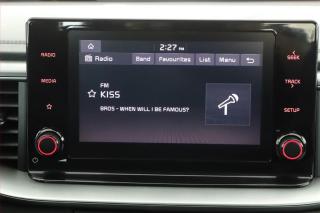 2:27 PM
RADIO
Radio
Band
Favourites
List
Menu
SEEK
MEDIA
FM
KISS
TRACK
BROS - WHEN WILL I BE FAMOUS?
SETUP